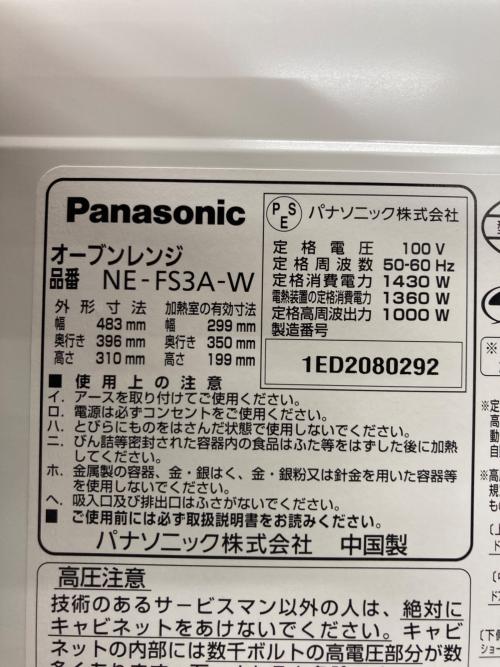 Panasonic
オーブンレンジ
品番 NE-FS3A-W
外形寸法 加熱室の有効寸法
幅 483 mm 幅 299 mm
奥行き 396 mm 奥行き 350 mm
高さ 310 mm 高さ 199 mm
PSE パナソニック株式会社
定格電圧 100 V
定格周波数 50-60 Hz
定格消費電力 1430 W
電熱装置の定格消費電力 1360 W
定格高周波出力 1000 W
製造番号
1ED2080292
■ 使用上の注意
イ. アースを取り付けてご使用ください。
ロ. 電源は必ずコンセントをご使用ください。
ハ. とびらにものをはさんだ状態で使用しないでください。
ニ. びん詰等密封された容器内の食品はふた等をはずした後に加熱
してください。
ホ. 金属製の容器、金・銀はく、金・銀粉又は針金を用いた容器等
を使用しないでください。
ヘ. 吸入口及び排出口はふさがないでください。
■ ご使用前には必ず取扱説明書をお読みください。
パナソニック株式会社 中国製
高圧注意
技術のあるサービスマン以外の人は、絶対に
キャビネットをあけないでください。キャビ
ネットの内部には数千ボルトの高電圧部分が数